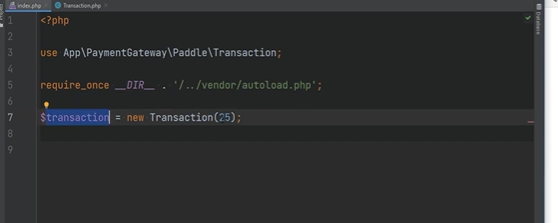 index.php
Transaction.php
1 <?php
2
3 use App\PaymentGateway\Paddle\Transaction;
4
5 require_once __DIR__ . '/../vendor/autoload.php';
6
7 $transaction = new Transaction(25);
8
9
Database